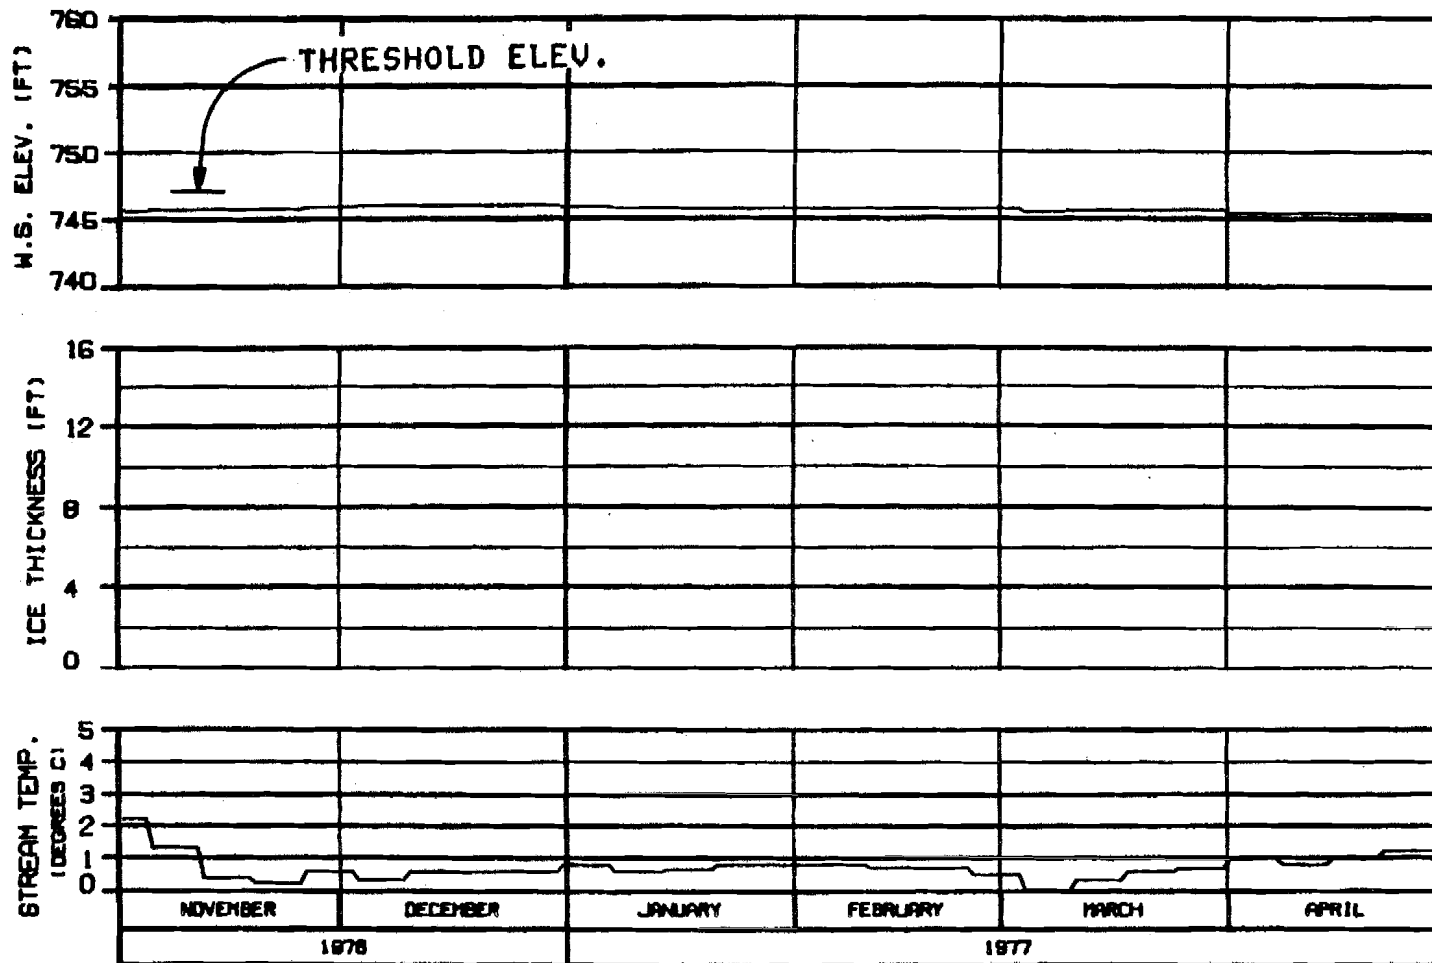 760
THRESHOLD ELEV.
755
750
745
740
W.S. ELEV. (FT)
16
12
8
4
0
ICE THICKNESS (FT)
5
4
3
2
1
0
STREAM TEMP.
(DEGREES C)
NOVEMBER DECEMBER JANUARY FEBRUARY MARCH APRIL
1976 1977